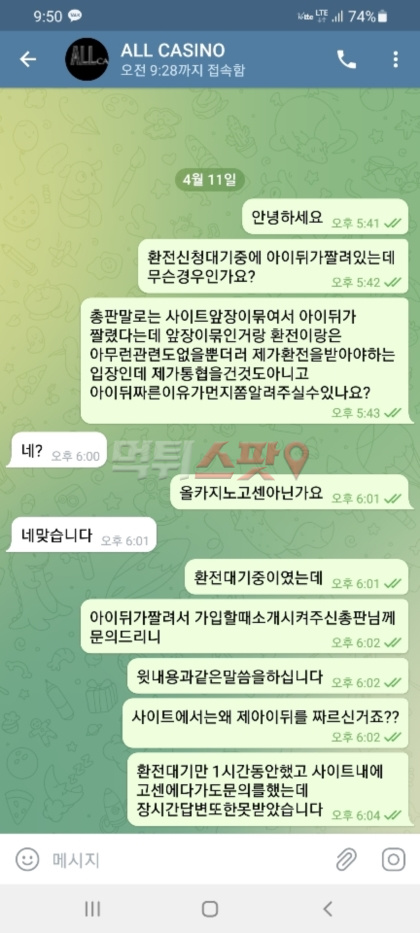 9:50
74%
ALL CASINO
오전 9:28까지 접속함
4월 11일
안녕하세요 오후 5:41
환전신청대기중에 아이뒤가짤려있는데
무슨경우인가요? 오후 5:42
총판말로는 사이트앞장이묶여서 아이뒤가
짤렸다는데 앞장이묶인거랑 환전이랑은
아무런관련도없을뿐더러 제가환전을받아야하는
입장인데 제가통협을건것도아니고
아이뒤짜른이유가먼지쫌알려주실수있나요?
오후 5:43
네? 오후 6:00
먹튀스팟
올카지노고센아닌가요 오후 6:01
네맞습니다 오후 6:01
환전대기중이였는데 오후 6:01
아이뒤가짤려서 가입할때소개시켜주신총판님께
문의드리니 오후 6:02
윗내용과같은말씀을하십니다 오후 6:02
사이트에서는왜 제아이뒤를 짜르신거죠??
오후 6:02
환전대기만 1시간동안했고 사이트내에
고센에다가도문의를했는데
장시간답변또한못받았습니다 오후 6:04
메시지